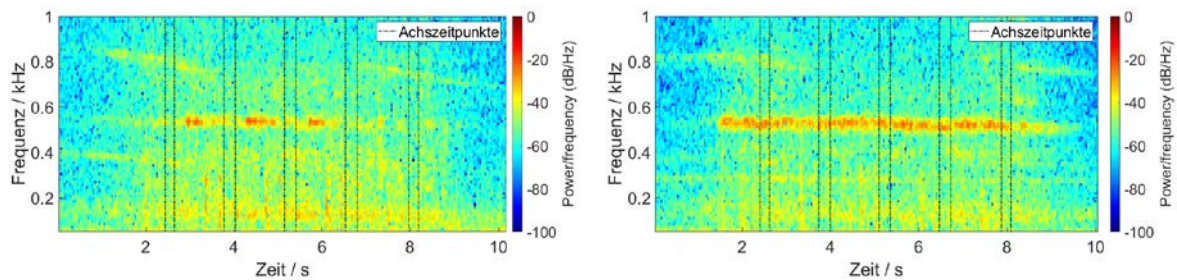 1
0.8
0.6
0.4
0.2
Frequenz / kHz
2 4 6 8 10
Zeit / s
Achszeitpunkte
0
-20
-40
-60
-80
-100
Power/frequency (dB/Hz)
1
0.8
0.6
0.4
0.2
Frequenz / kHz
2 4 6 8 10
Zeit / s
Achszeitpunkte
0
-20
-40
-60
-80
-100
Power/frequency (dB/Hz)